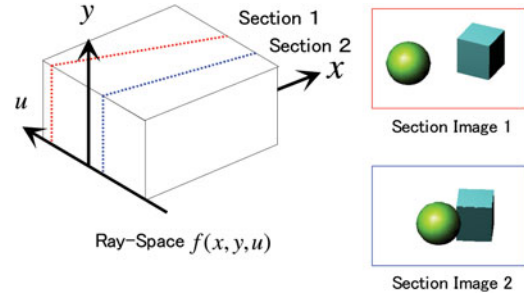 y
Section 1
Section 2
x
u
Section Image 1
Ray-Space f(x, y, u)
Section Image 2